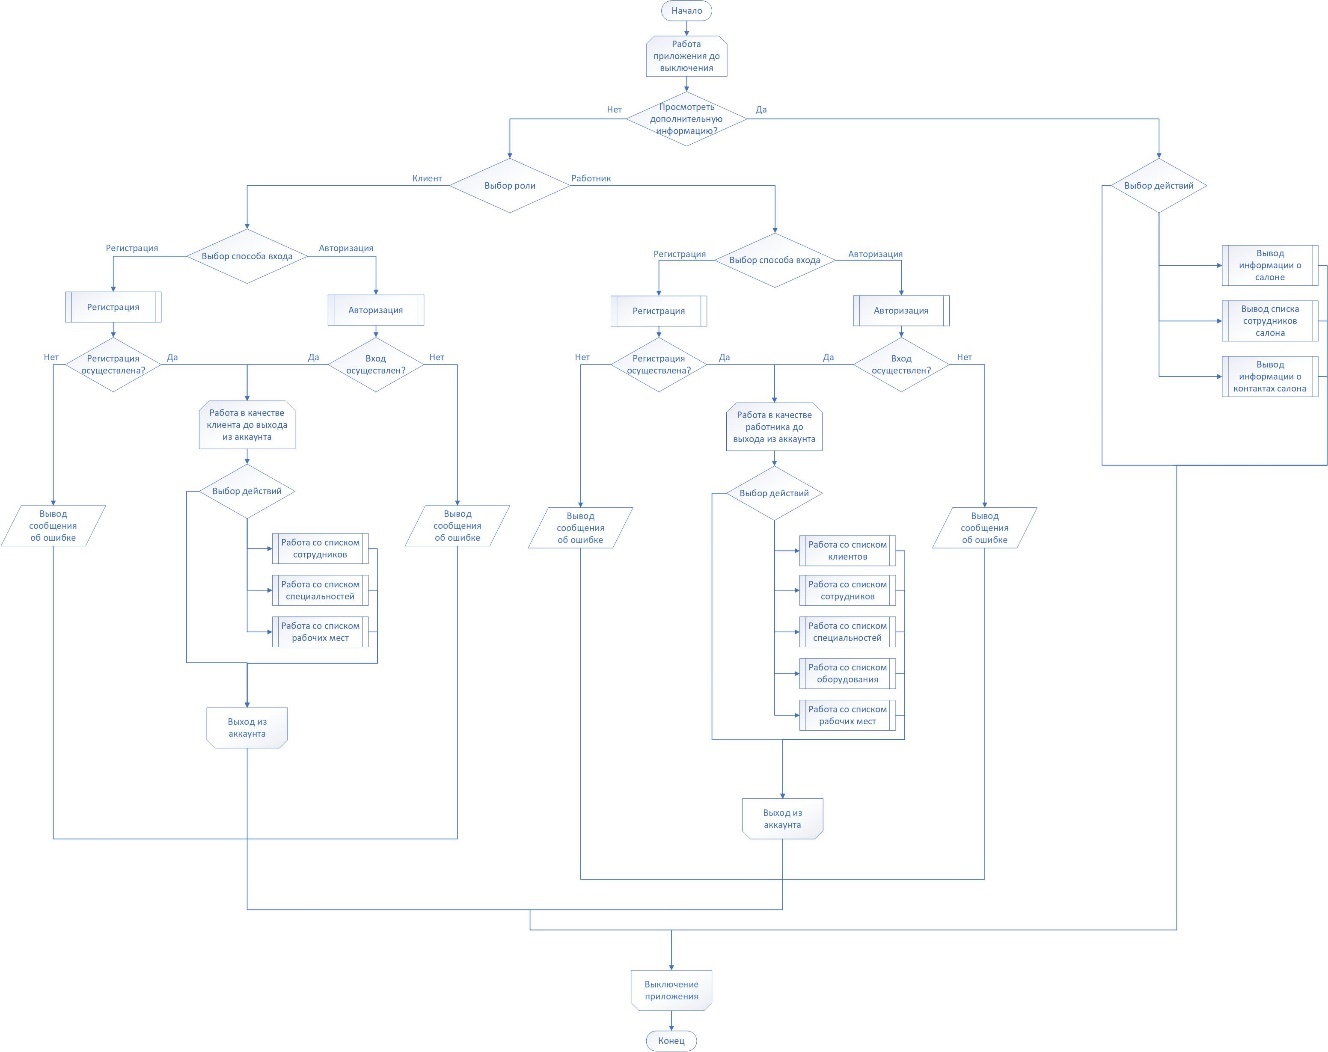 Начало
Работа
приложения до
выключения
Просмотреть
дополнительную
информацию?
Нет
Да
Выбор роли
Клиент
Работник
Выбор действий
Выбор способа входа
Регистрация
Авторизация
Выбор способа входа
Регистрация
Авторизация
Вывод
информации о
салоне
Вывод списка
сотрудников
салона
Вывод
информации о
контактах салона
Регистрация
Авторизация
Регистрация
Авторизация
Нет
Регистрация
осуществлена?
Да
Да
Вход
осуществлен?
Нет
Нет
Регистрация
осуществлена?
Да
Да
Вход
осуществлен?
Нет
Работа в качестве
клиента до выхода
из аккаунта
Работа в качестве
работника до
выхода из аккаунта
Выбор действий
Выбор действий
Вывод
сообщения
об ошибке
Вывод
сообщения
об ошибке
Вывод
сообщения
об ошибке
Вывод
сообщения
об ошибке
Работа со списком
сотрудников
Работа со списком
специальностей
Работа со списком
рабочих мест
Работа со списком
клиентов
Работа со списком
сотрудников
Работа со списком
специальностей
Работа со списком
оборудования
Работа со списком
рабочих мест
Выход из
аккаунта
Выход из
аккаунта
Выключение
приложения
Конец